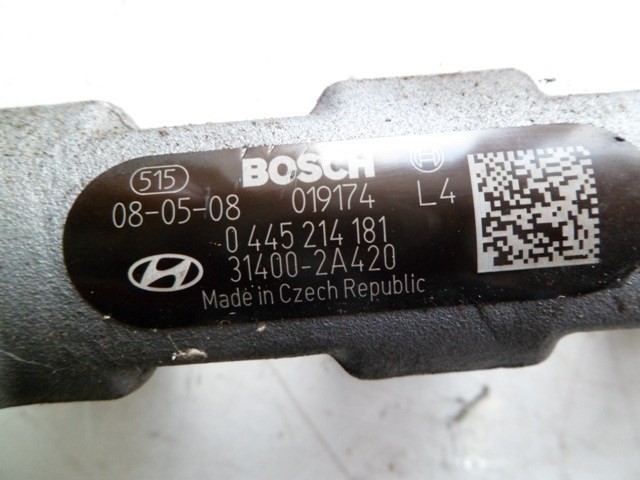 515 BOSCH
08-05-08 019174 L4
0 445 214 181
31400-2A420
Made in Czech Republic